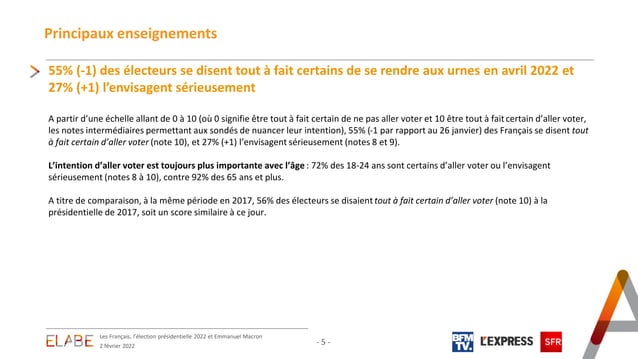 Principaux enseignements
55% (-1) des électeurs se disent tout à fait certains de se rendre aux urnes en avril 2022 et
27% (+1) l’envisagent sérieusement
A partir d’une échelle allant de 0 à 10 (où 0 signifie être tout à fait certain de ne pas aller voter et 10 être tout à fait certain d’aller voter,
les notes intermédiaires permettant aux sondés de nuancer leur intention), 55% (-1 par rapport au 26 janvier) des Français se disent tout
à fait certain d’aller voter (note 10), et 27% (+1) l’envisagent sérieusement (notes 8 et 9).
L’intention d’aller voter est toujours plus importante avec l’âge : 72% des 18-24 ans sont certains d’aller voter ou l’envisagent
sérieusement (notes 8 à 10), contre 92% des 65 ans et plus.
A titre de comparaison, à la même période en 2017, 56% des électeurs se disaient tout à fait certain d’aller voter (note 10) à la
présidentielle de 2017, soit un score similaire à ce jour.
ELABE
Les Français, l’élection présidentielle 2022 et Emmanuel Macron
2 février 2022
- 5 -
BFM
TV.
L’EXPRESS
SFR